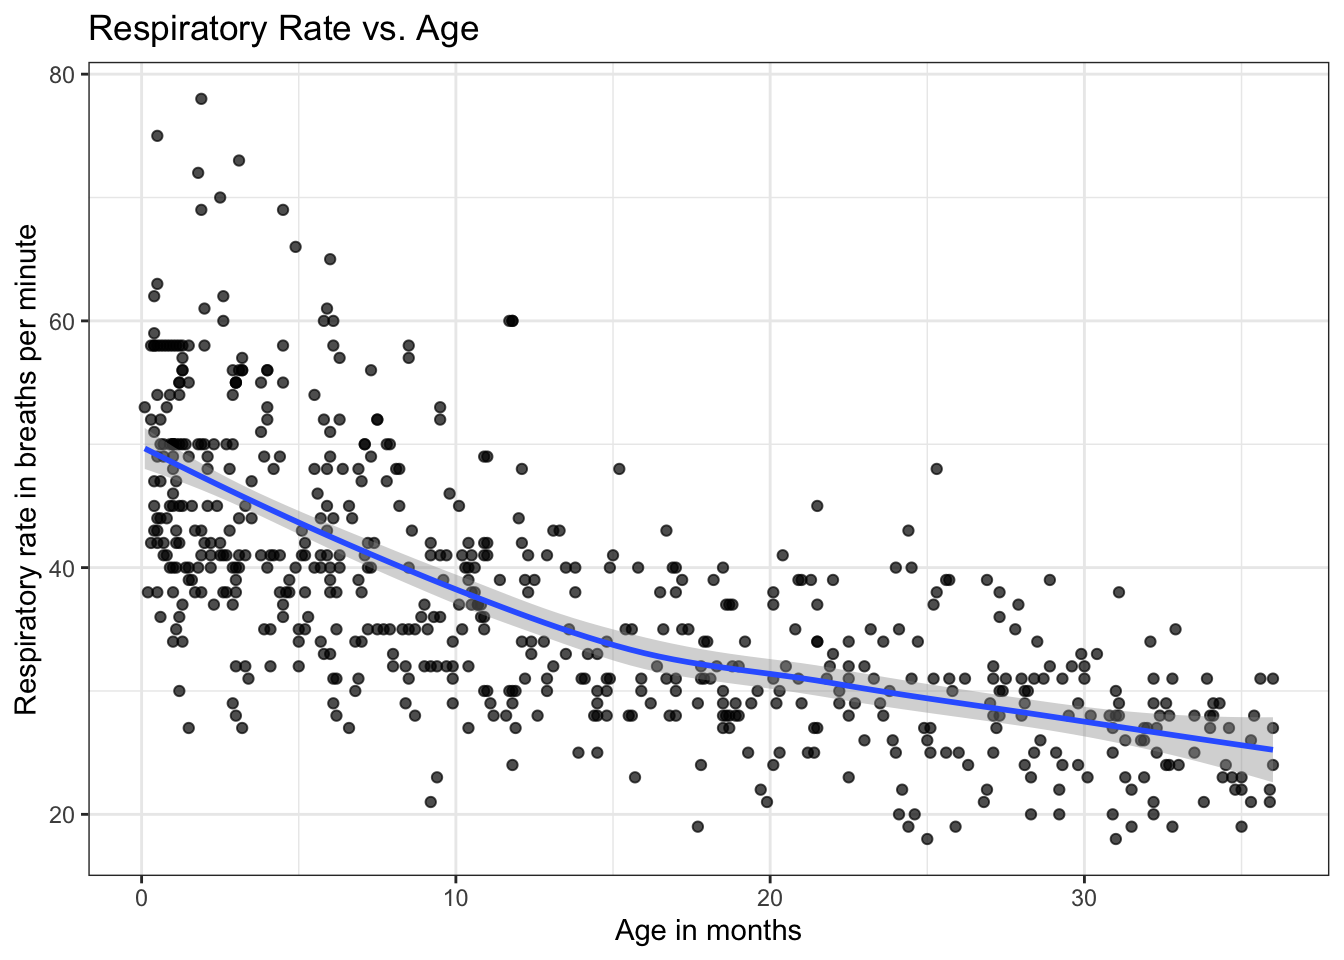 Respiratory Rate vs. Age
Respiratory rate in breaths per minute
80
60
40
20
0 10 20 30
Age in months